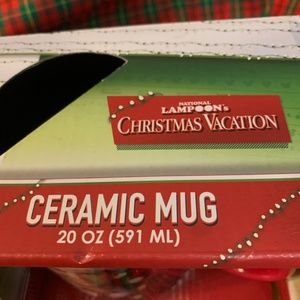 NATIONAL
LAMPOON's
CHRISTMAS VACATION
CERAMIC MUG
20 OZ (591 ML)